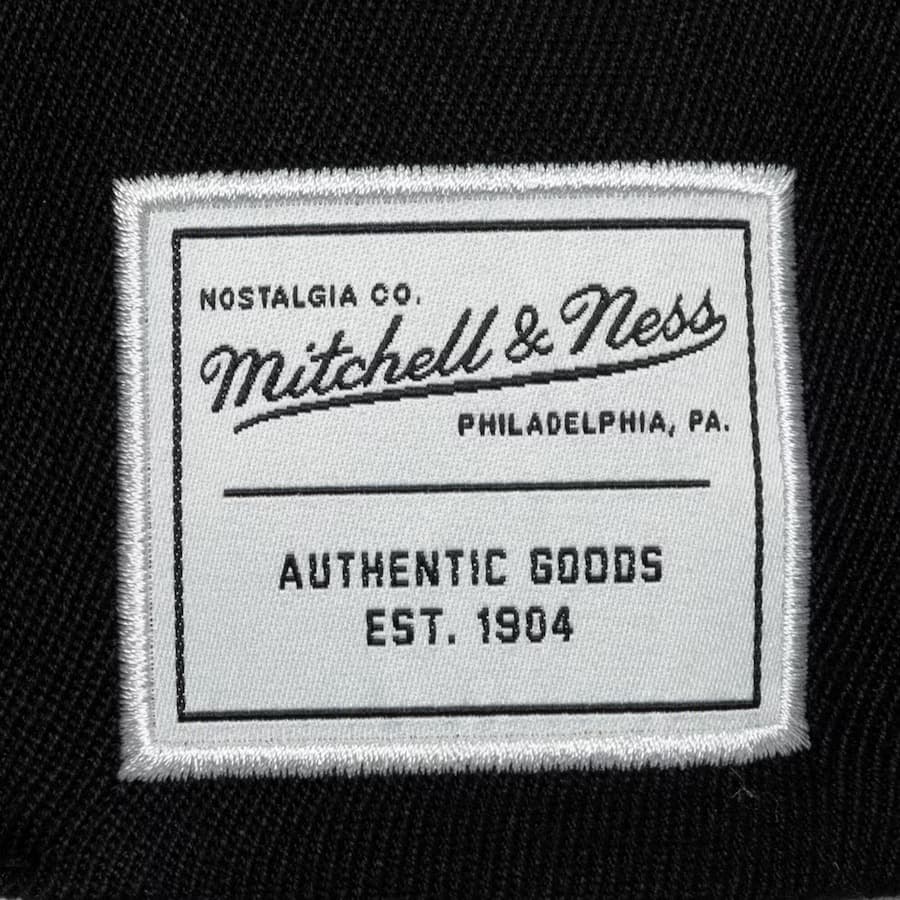 NOSTALGIA CO.
Mitchell & Ness
PHILADELPHIA, PA.
AUTHENTIC GOODS
EST. 1904